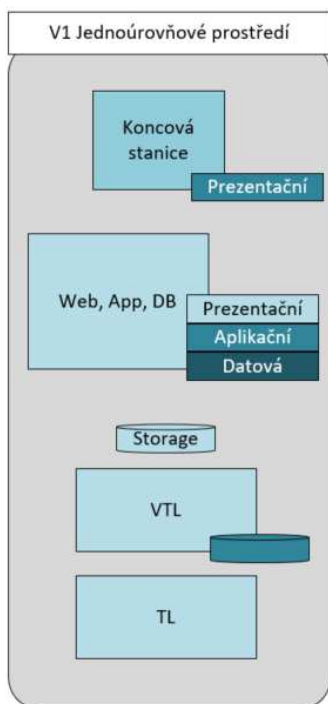 V1 Jednoúrovňové prostředí
Koncová
stanice
Prezentační
Web, App, DB
Prezentační
Aplikační
Datová
Storage
VTL
TL